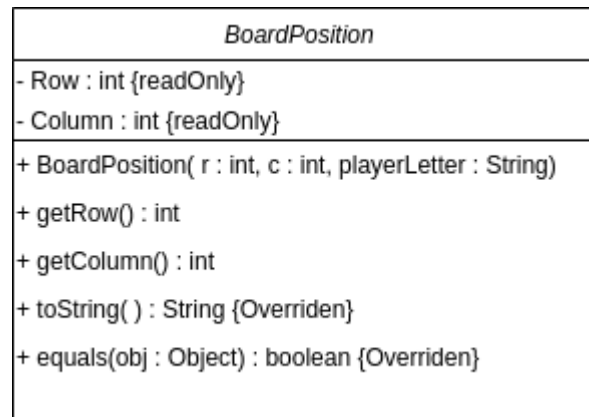 BoardPosition
- Row : int {readOnly}
- Column : int {readOnly}
+ BoardPosition( r : int, c : int, playerLetter : String)
+ getRow() : int
+ getColumn() : int
+ toString( ) : String {Overriden}
+ equals(obj : Object) : boolean {Overriden}